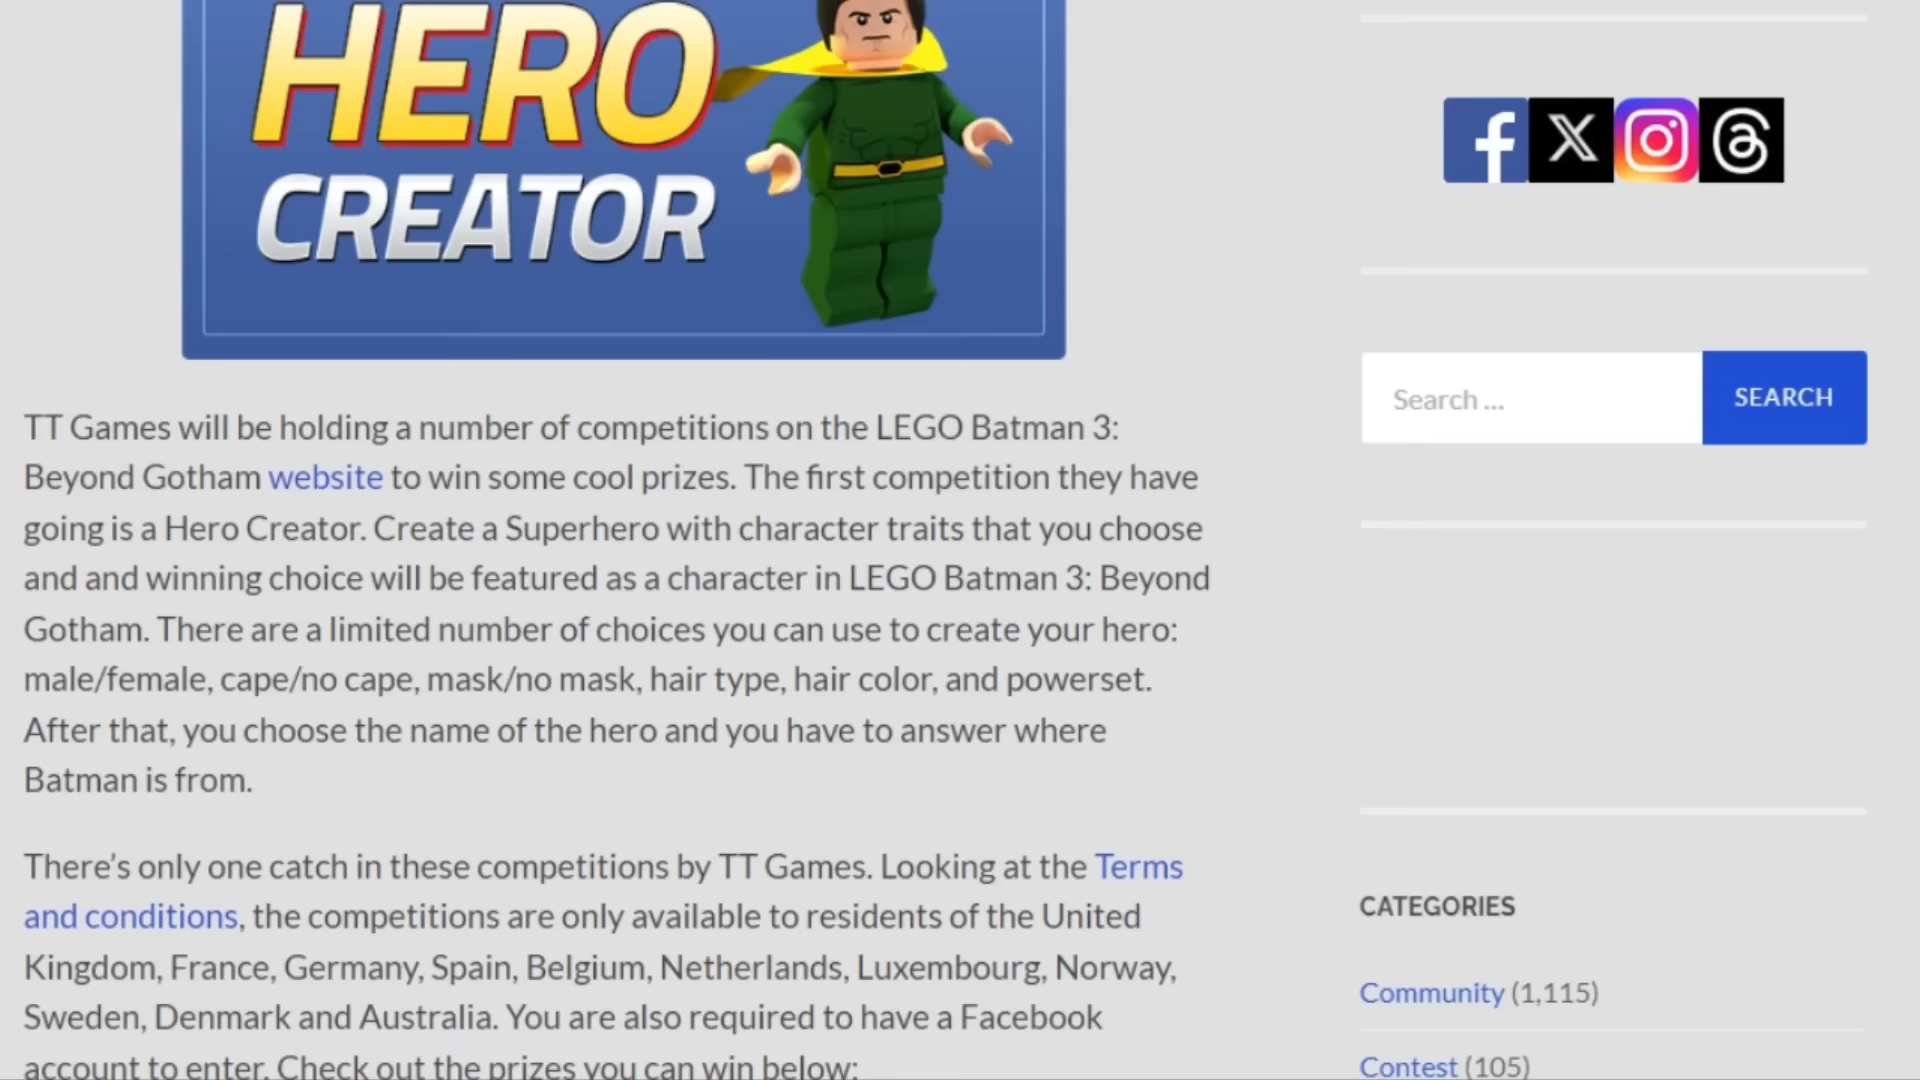 HERO
CREATOR
TT Games will be holding a number of competitions on the LEGO Batman 3:
Beyond Gotham website to win some cool prizes. The first competition they have
going is a Hero Creator. Create a Superhero with character traits that you choose
and and winning choice will be featured as a character in LEGO Batman 3: Beyond
Gotham. There are a limited number of choices you can use to create your hero:
male/female, cape/no cape, mask/no mask, hair type, hair color, and powerset.
After that, you choose the name of the hero and you have to answer where
Batman is from.
There’s only one catch in these competitions by TT Games. Looking at the Terms
and conditions, the competitions are only available to residents of the United
Kingdom, France, Germany, Spain, Belgium, Netherlands, Luxembourg, Norway,
Sweden, Denmark and Australia. You are also required to have a Facebook
account to enter. Check out the prizes you can win below:
Search ...
SEARCH
CATEGORIES
Community (1,115)
Contest (105)